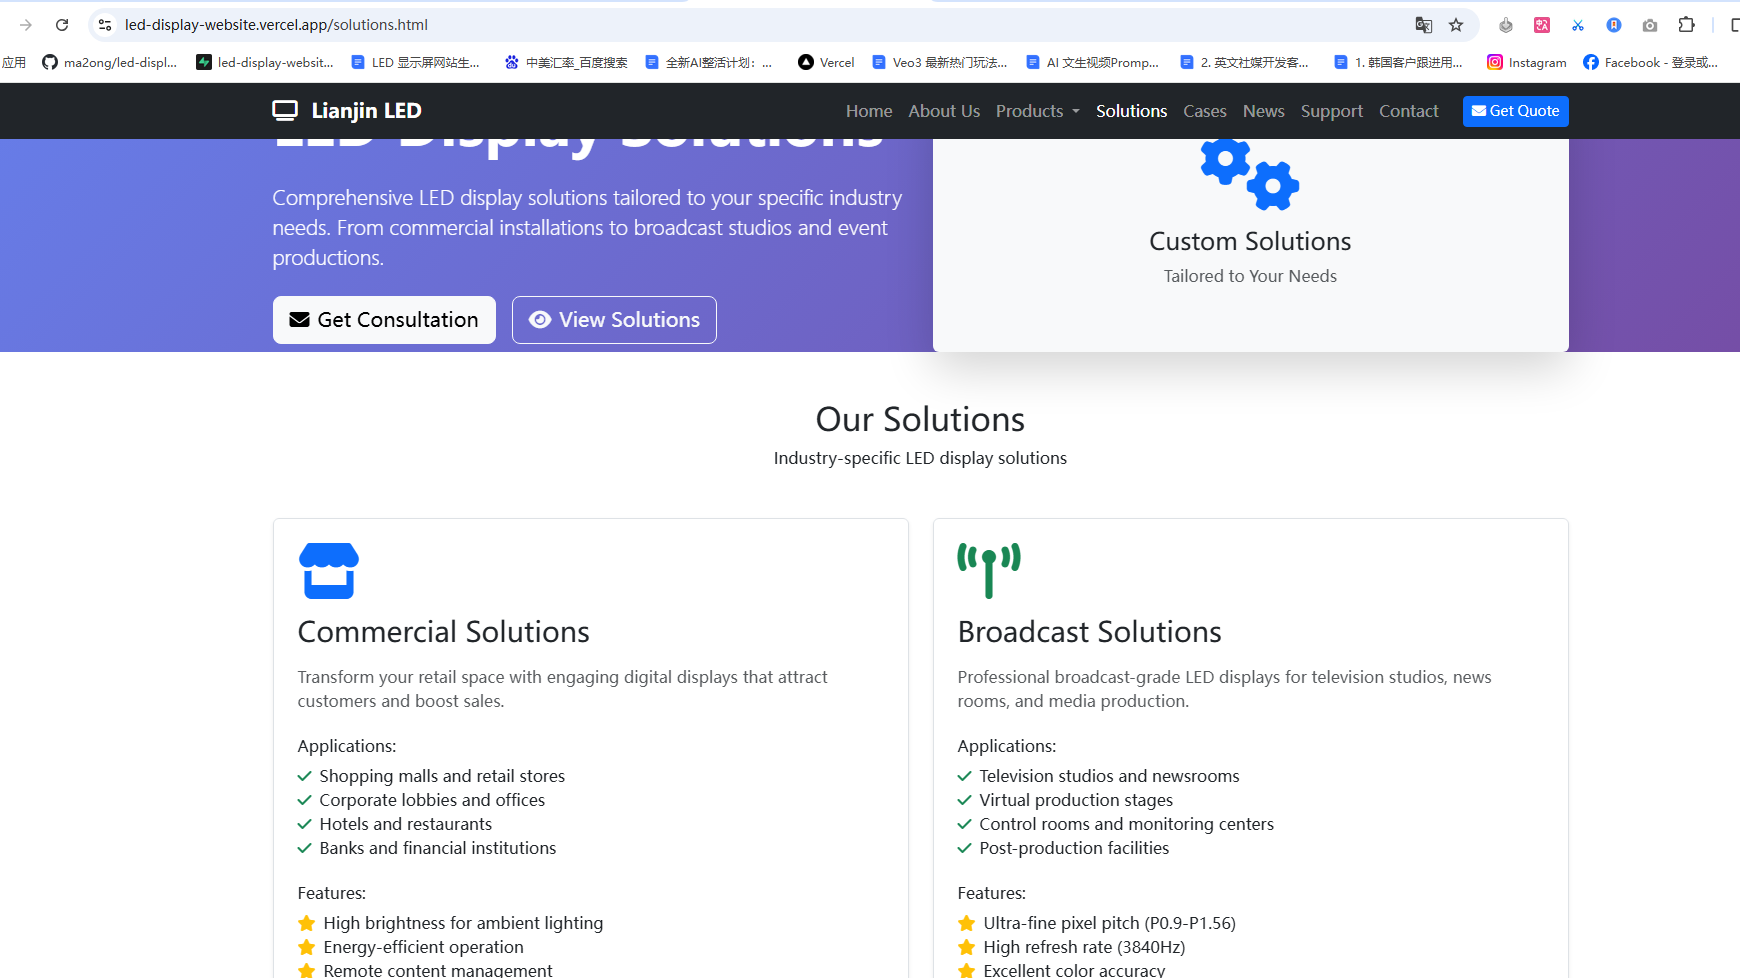 led-display-website.vercel.app/solutions.html
应用
ma2ong/led-displ...
led-display-websit...
LED 显示屏网站生...
中美汇率_百度搜索
全新AI整活计划：...
Vercel
Veo3 最新热门玩法...
AI 文生视频Promp...
2. 英文社媒开发客...
1. 韩国客户跟进用...
Instagram
Facebook - 登录或...
Lianjin LED
Home
About Us
Products
Solutions
Cases
News
Support
Contact
Get Quote
LED Display Solutions
Comprehensive LED display solutions tailored to your specific industry
needs. From commercial installations to broadcast studios and event
productions.
Get Consultation
View Solutions
Custom Solutions
Tailored to Your Needs
Our Solutions
Industry-specific LED display solutions
Commercial Solutions
Transform your retail space with engaging digital displays that attract
customers and boost sales.
Applications:
Shopping malls and retail stores
Corporate lobbies and offices
Hotels and restaurants
Banks and financial institutions
Features:
High brightness for ambient lighting
Energy-efficient operation
Remote content management
Broadcast Solutions
Professional broadcast-grade LED displays for television studios, news
rooms, and media production.
Applications:
Television studios and newsrooms
Virtual production stages
Control rooms and monitoring centers
Post-production facilities
Features:
Ultra-fine pixel pitch (P0.9-P1.56)
High refresh rate (3840Hz)
Excellent color accuracy